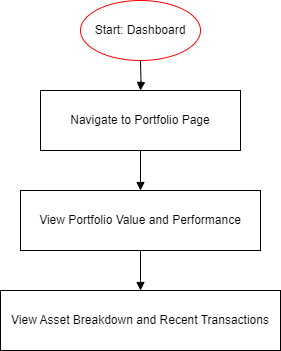 Start: Dashboard
Navigate to Portfolio Page
View Portfolio Value and Performance
View Asset Breakdown and Recent Transactions